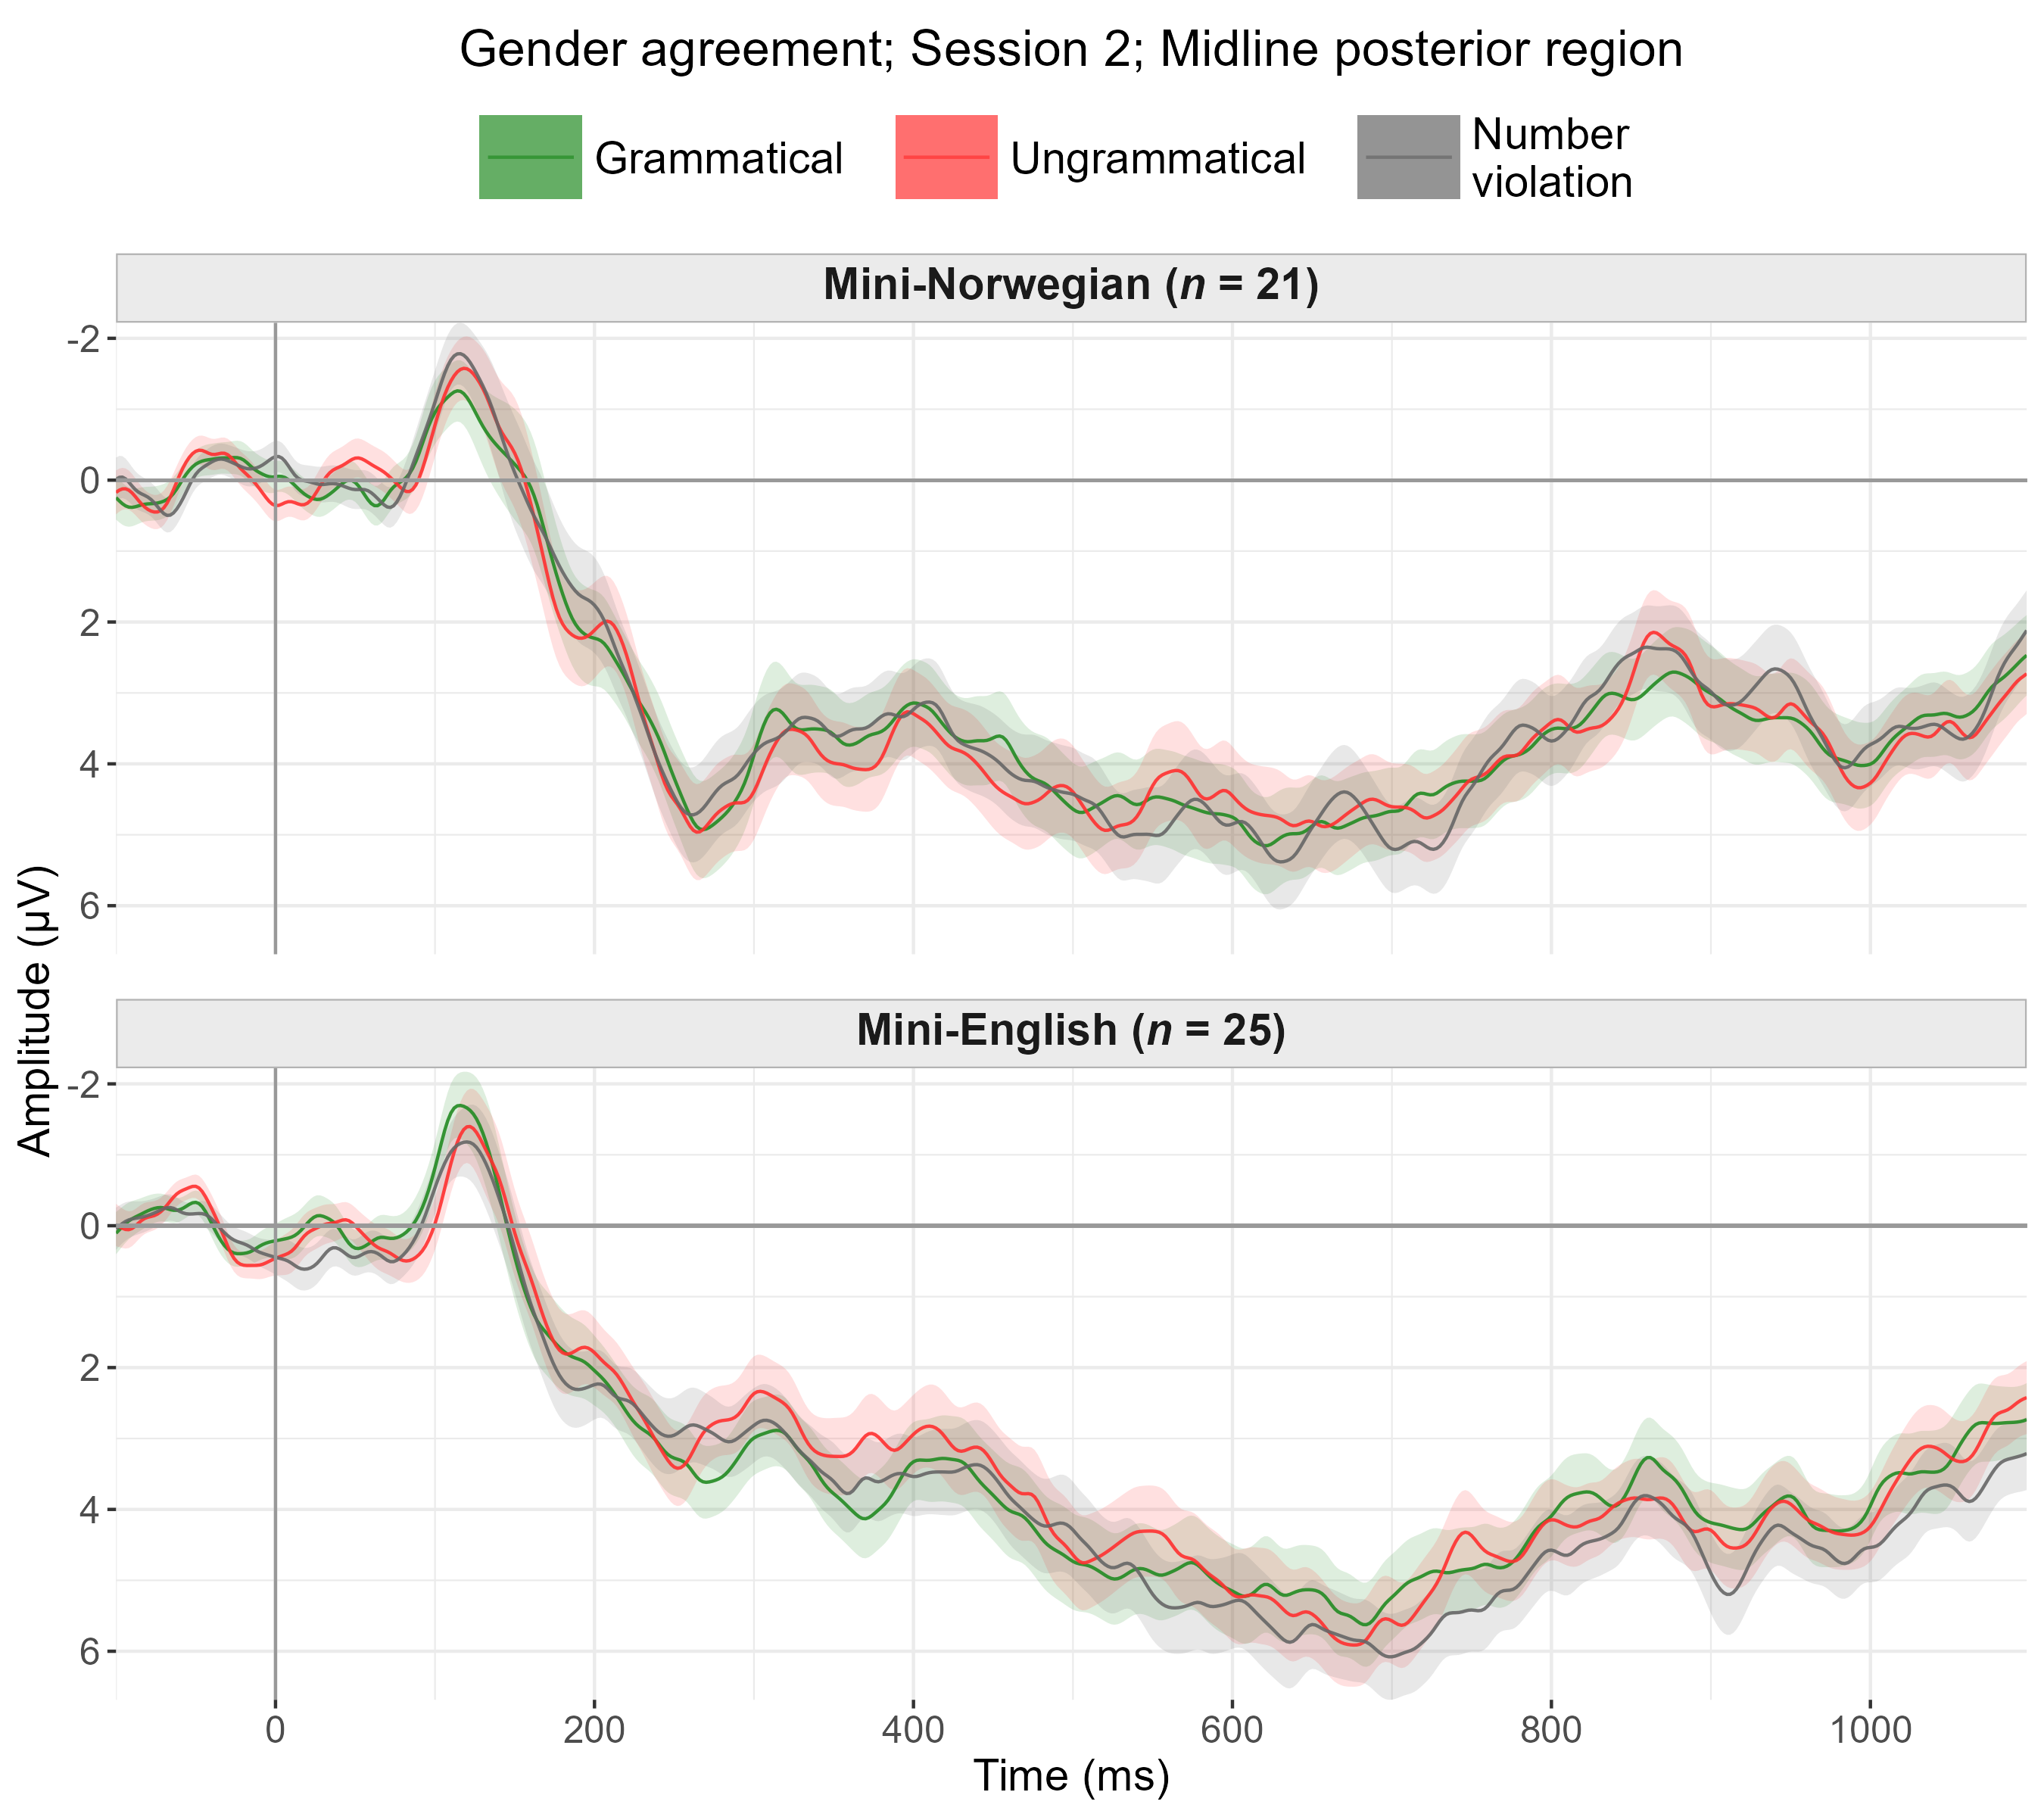 Gender agreement; Session 2; Midline posterior region
Grammatical
Ungrammatical
Number
violation
Mini-Norwegian (n = 21)
-2
0
2
4
6
Mini-English (n = 25)
-2
0
2
4
6
Amplitude (µV)
0 200 400 600 800 1000
Time (ms)